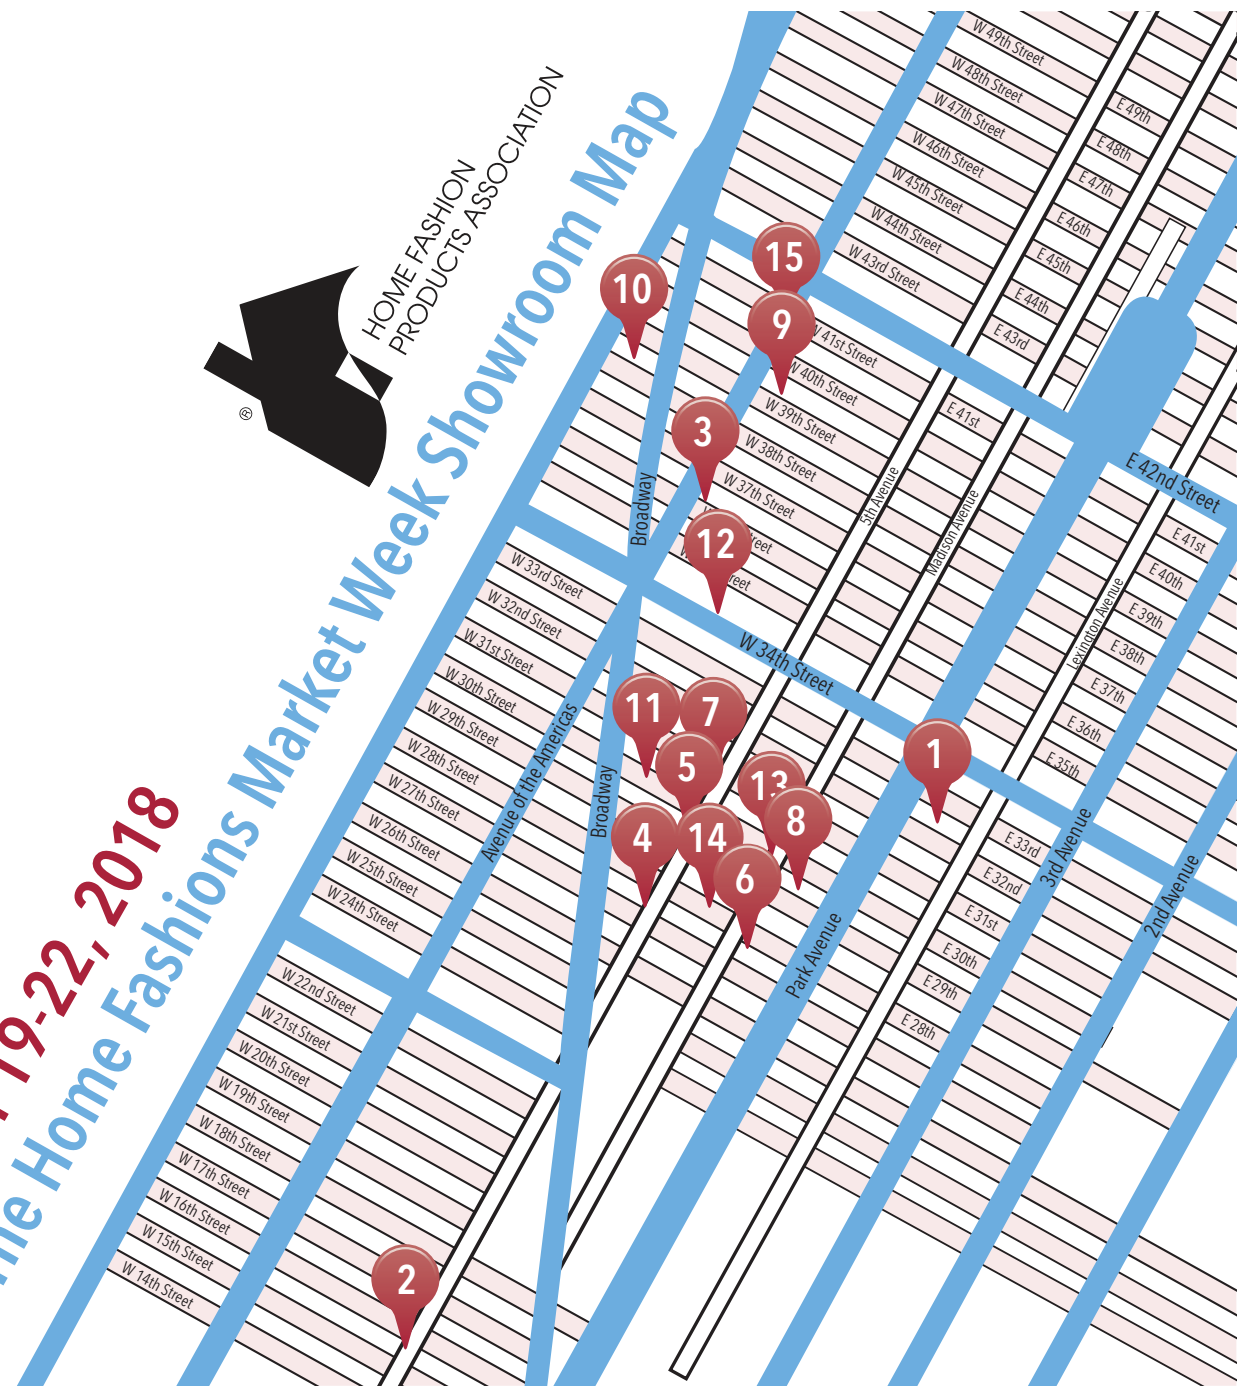 19-22, 2018
Home Fashions Market Week Showroom Map
HOME FASHION
PRODUCTS ASSOCIATION
®
W 49th Street
W 48th Street
W 47th Street
W 46th Street
W 45th Street
W 44th Street
W 43rd Street
W 41st Street
W 40th Street
W 39th Street
W 38th Street
W 37th Street
W 34th Street
W 33rd Street
W 32nd Street
W 31st Street
W 30th Street
W 29th Street
W 28th Street
W 27th Street
W 26th Street
W 25th Street
W 24th Street
W 22nd Street
W 21st Street
W 20th Street
W 19th Street
W 18th Street
W 17th Street
W 16th Street
W 15th Street
W 14th Street
E 49th
E 48th
E 47th
E 46th
E 45th
E 44th
E 43rd
E 41st
E 42nd Street
E 41st
E 40th
E 39th
E 38th
E 37th
E 36th
E 35th
E 33rd
E 32nd
E 31st
E 30th
E 29th
E 28th
Broadway
Broadway
Avenue of the Americas
5th Avenue
Madison Avenue
Park Avenue
Lexington Avenue
3rd Avenue
2nd Avenue
15
10
9
3
12
11
7
5
13
1
8
4
14
6
2